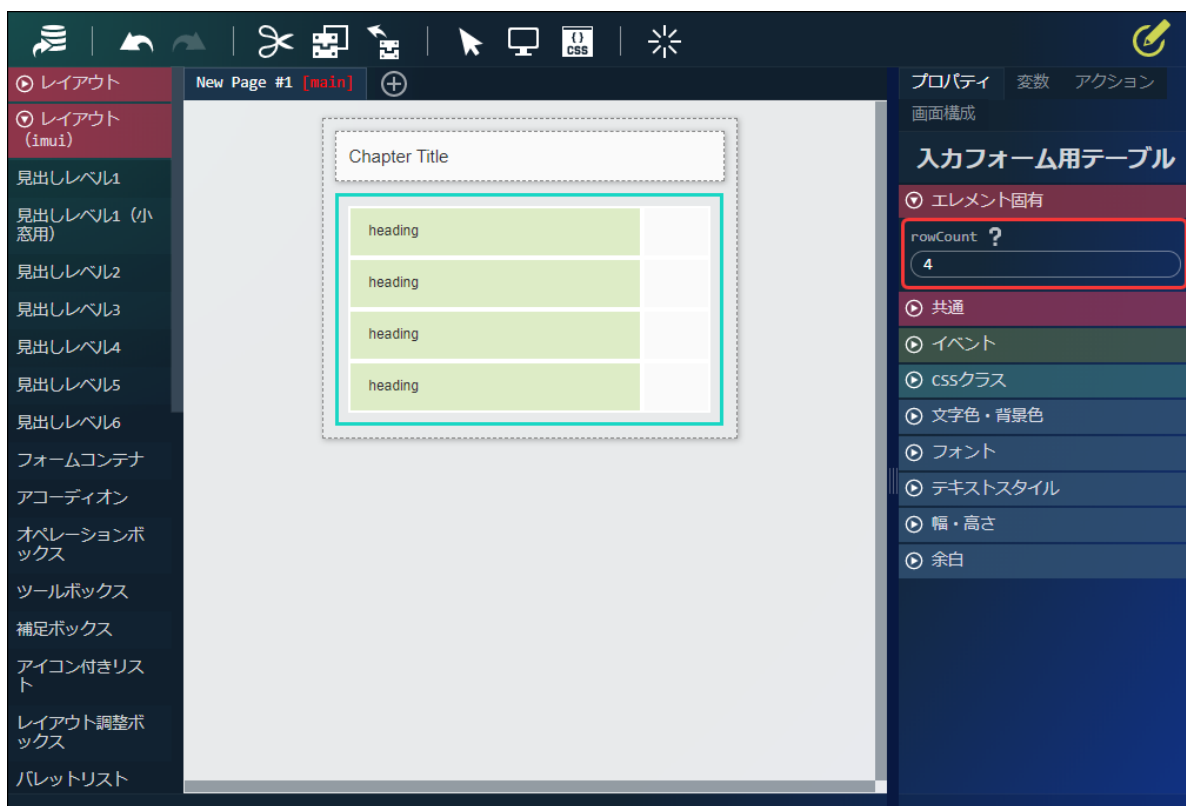 {} CSS
レイアウト
レイアウト
（imui）
見出しレベル1
見出しレベル1（小
窓用）
見出しレベル2
見出しレベル3
見出しレベル4
見出しレベル5
見出しレベル6
フォームコンテナ
アコーディオン
オペレーションボ
ックス
ツールボックス
補足ボックス
アイコン付きリス
ト
レイアウト調整ボ
ックス
バレットリスト
New Page #1 [main]
Chapter Title
heading
heading
heading
heading
プロパティ 変数 アクション
画面構成
入力フォーム用テーブル
エレメント固有
rowCount ?
4
共通
イベント
CSSクラス
文字色・背景色
フォント
テキストスタイル
幅・高さ
余白